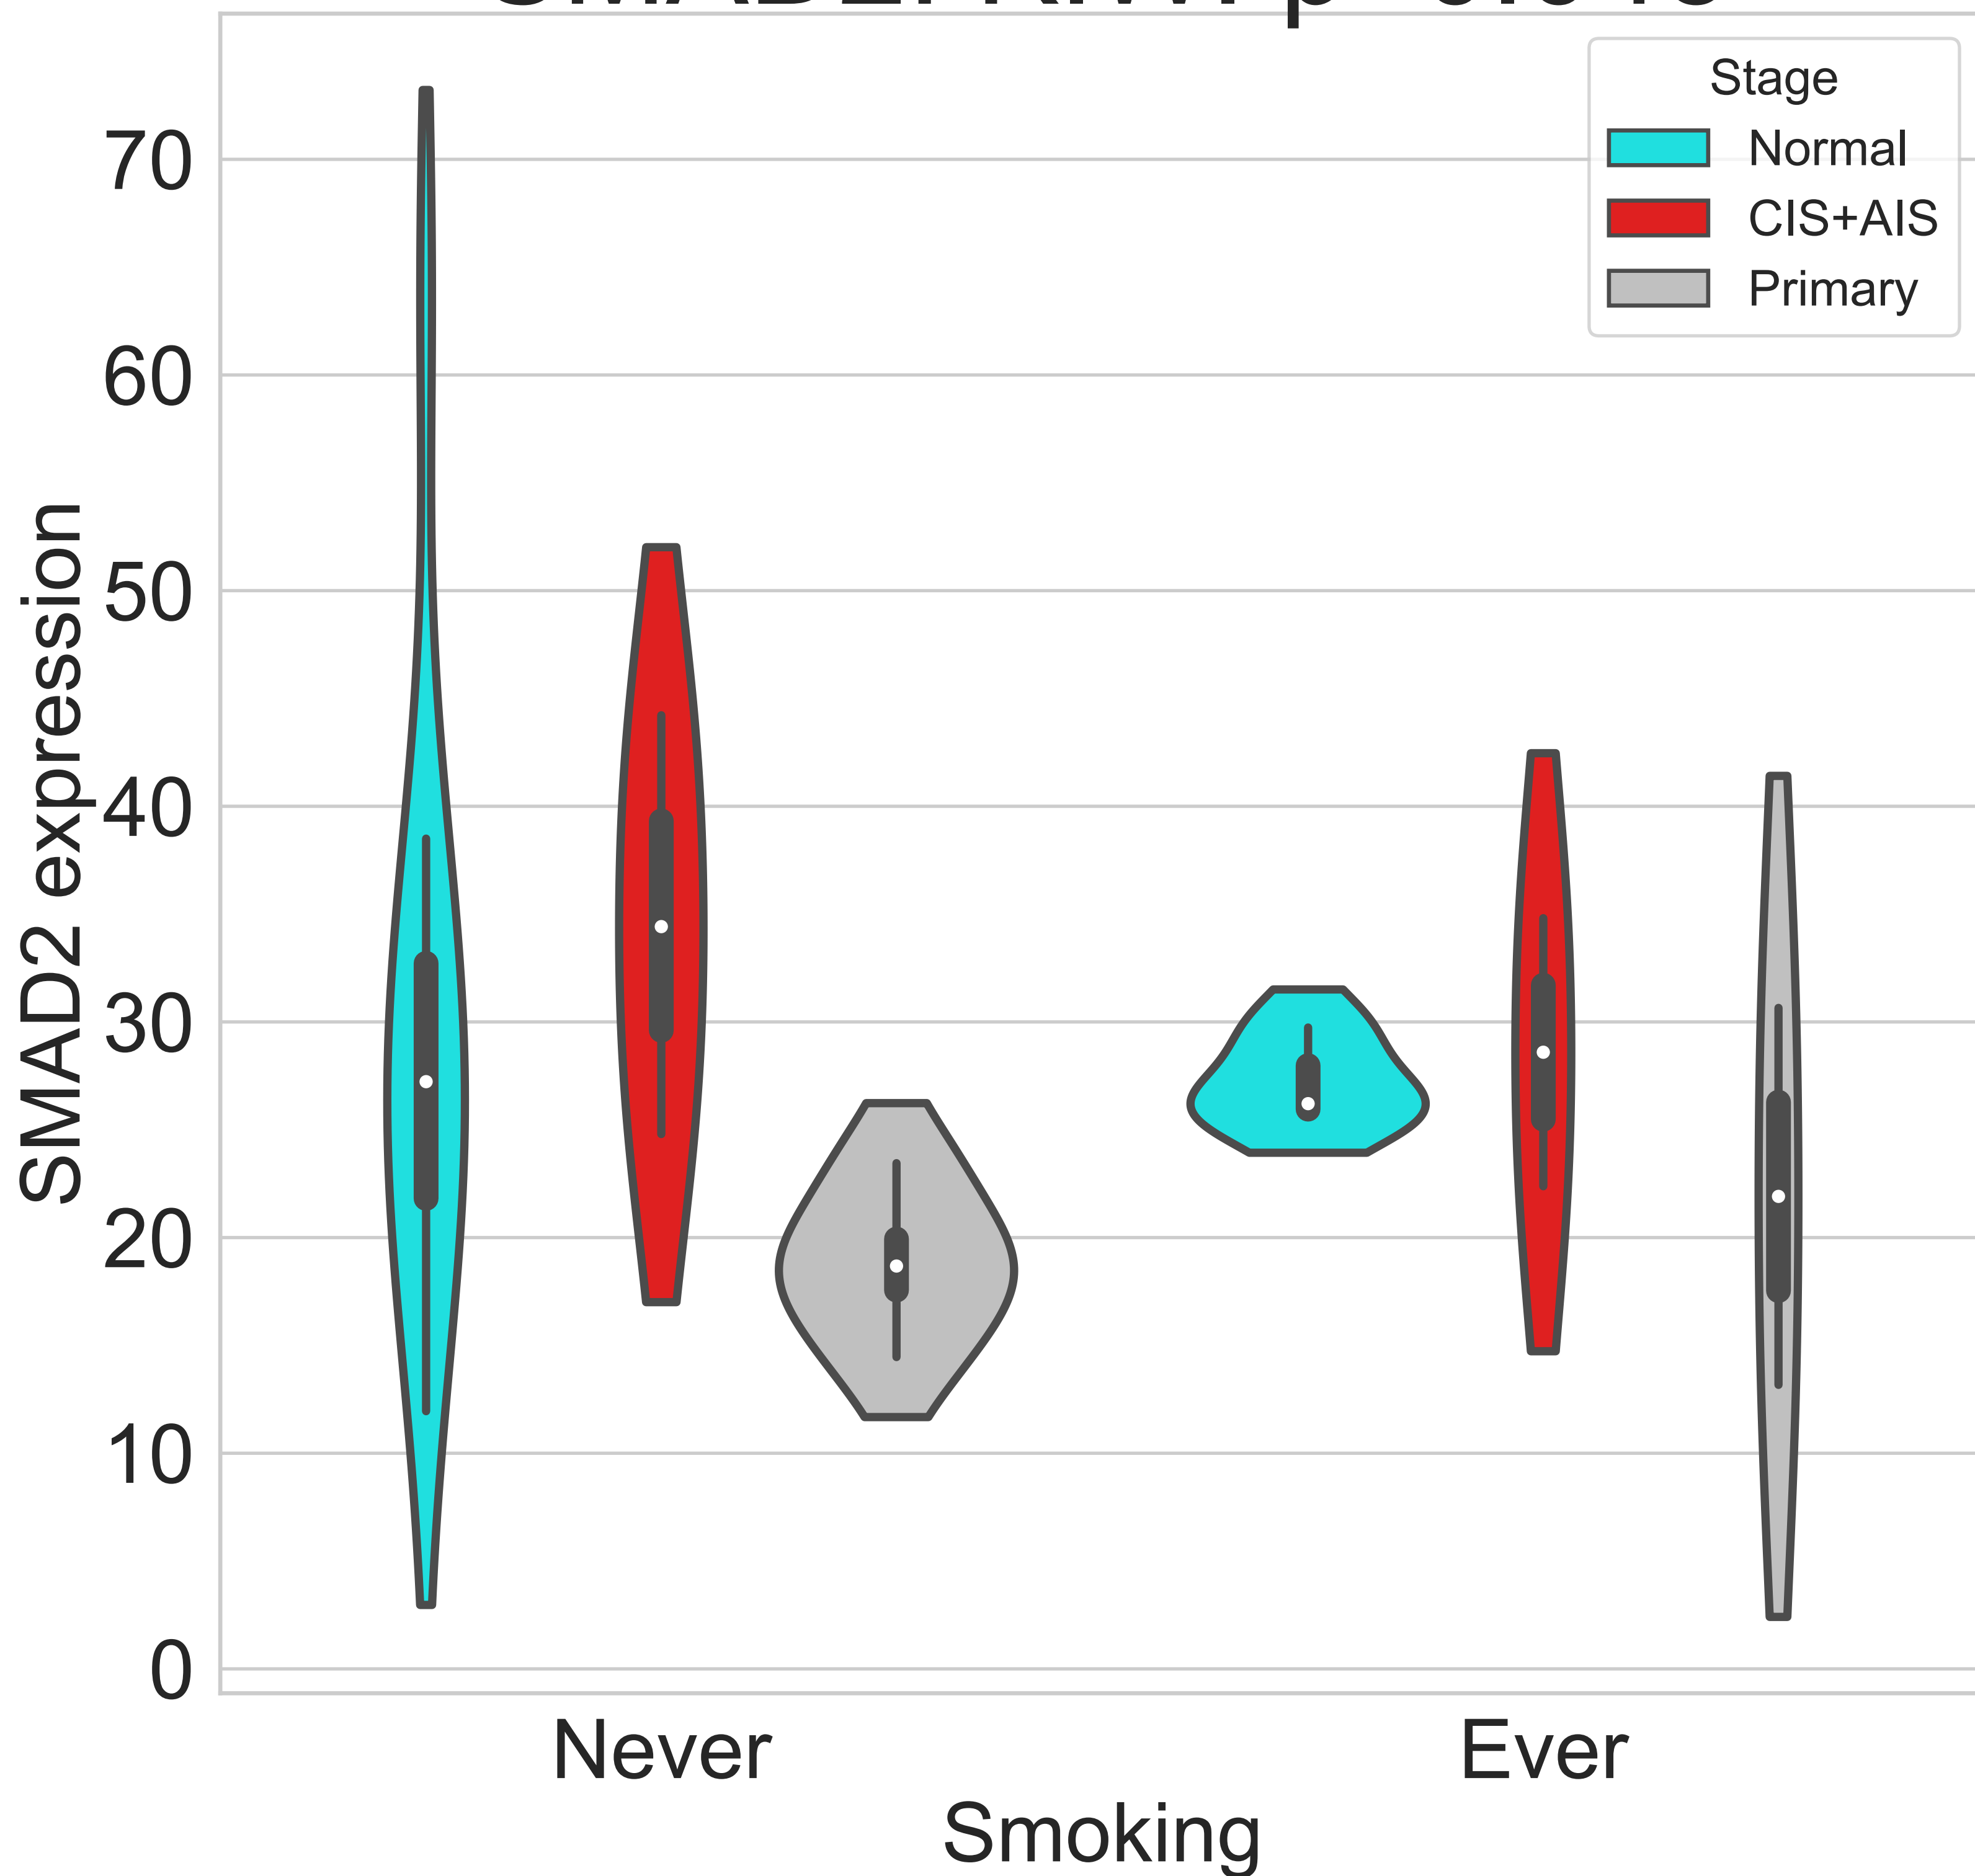 Stage
Normal
CIS+AIS
Primary
70
60
50
40
30
20
10
0
SMAD2 expression
Never
Ever
Smoking